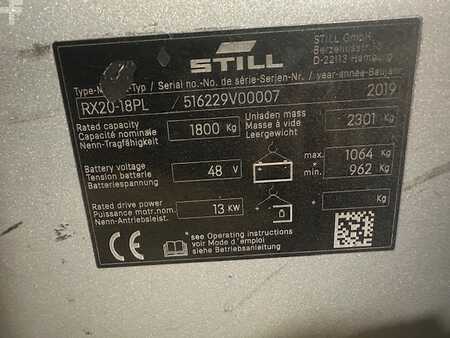 STILL
STILL GmbH
Berzeliusstr. 10
D-22113 Hamburg
-Typ / Serial no.-No. de série-Serien-Nr. / year-année-Baujahr
RX20-18PL / 516229V00007 2019
Rated capacity
Capacité nominale
Nenn-Tragfähigkeit
1800 Kg
Unladen mass
Masse à vide
Leergewicht
2301 Kg
Battery voltage
Tension batterie
Batteriespannung
48 V
max. 1064 Kg
* min. 962 Kg
Rated drive power
Puissance motr.nom.
Nenn-Antriebsleist.
13 KW
* Kg
CE
*see Operating instructions
voir Mode d'emploi
siehe Betriebsanleitung